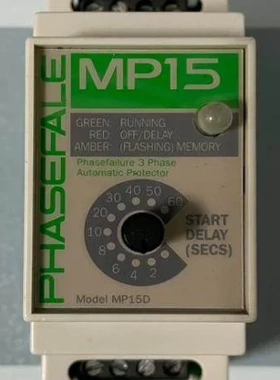 PHASEFALE
MP15
GREEN: RUNNING
RED: OFF/DELAY
AMBER: (FLASHING) MEMORY
Phasefailure 3 Phase
Automatic Protector
60
50
40
30
20
10
8
6
4
2
START
DELAY
(SECS)
Model MP15D